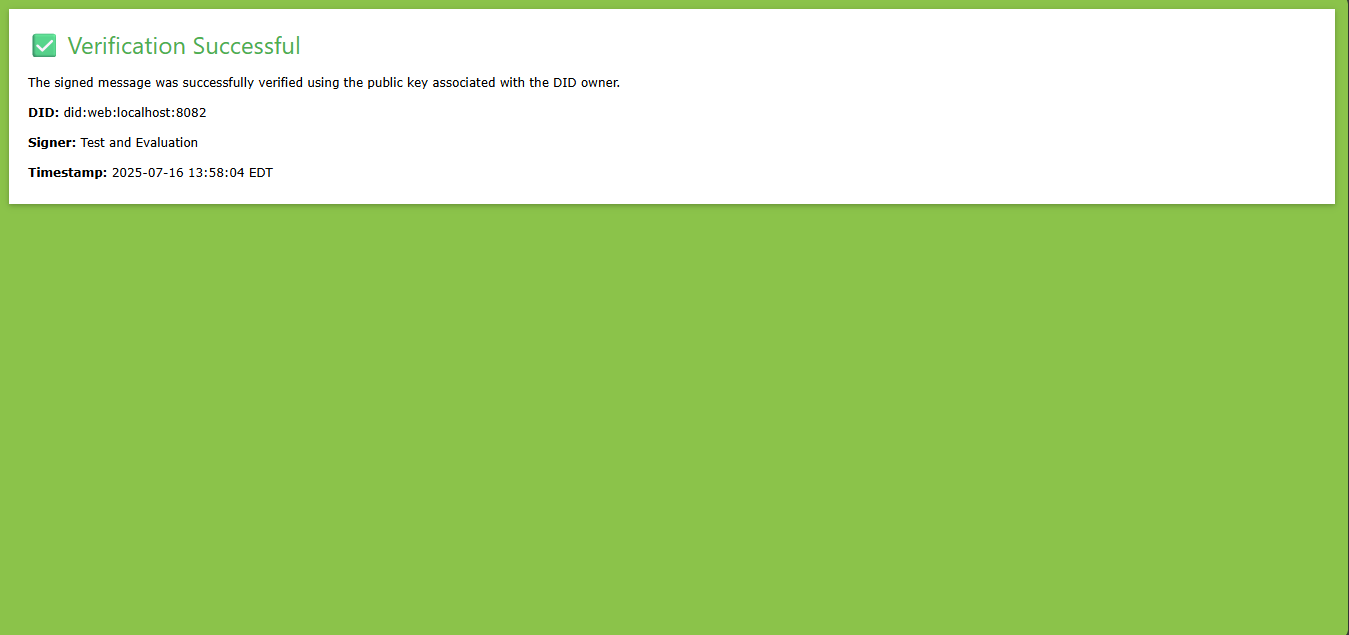 ✅ Verification Successful
The signed message was successfully verified using the public key associated with the DID owner.
DID: did:web:localhost:8082
Signer: Test and Evaluation
Timestamp: 2025-07-16 13:58:04 EDT